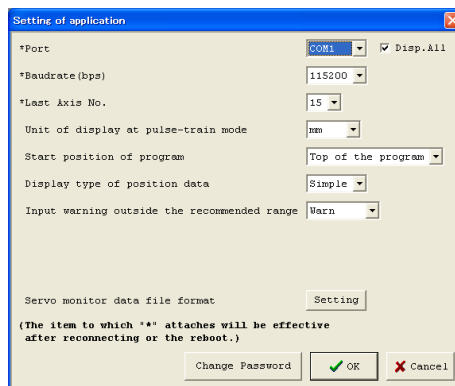 Setting of application
*Port COM1 Disp.All
*Baudrate(bps) 115200
*Last Axis No. 15
Unit of display at pulse-train mode mm
Start position of program Top of the program
Display type of position data Simple
Input warning outside the recommended range Warn
Servo monitor data file format Setting
(The item to which "*" attaches will be effective
after reconnecting or the reboot.)
Change Password OK Cancel